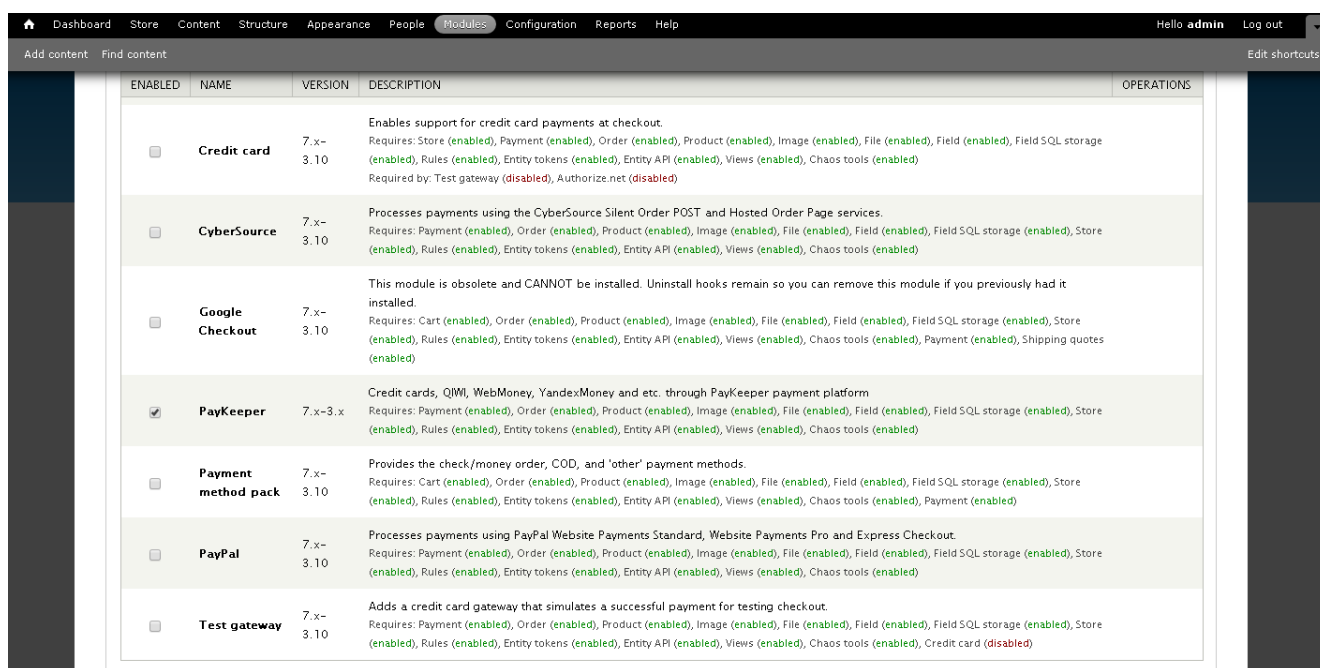 Dashboard Store Content Structure Appearance People Modules Configuration Reports Help Hello admin Log out
Add content Find content Edit shortcuts
ENABLED NAME VERSION DESCRIPTION OPERATIONS
Enables support for credit card payments at checkout.
Credit card 7.x-3.10 Requires: Store (enabled), Payment (enabled), Order (enabled), Product (enabled), Image (enabled), File (enabled), Field (enabled), Field SQL storage
(enabled), Rules (enabled), Entity tokens (enabled), Entity API (enabled), Views (enabled), Chaos tools (enabled)
Required by: Test gateway (disabled), Authorize.net (disabled)
Processes payments using the CyberSource Silent Order POST and Hosted Order Page services.
CyberSource 7.x-3.10 Requires: Payment (enabled), Order (enabled), Product (enabled), Image (enabled), File (enabled), Field (enabled), Field SQL storage (enabled), Store
(enabled), Rules (enabled), Entity tokens (enabled), Entity API (enabled), Views (enabled), Chaos tools (enabled)
This module is obsolete and CANNOT be installed. Uninstall hooks remain so you can remove this module if you previously had it
installed.
Google Checkout 7.x-3.10 Requires: Cart (enabled), Order (enabled), Product (enabled), Image (enabled), File (enabled), Field (enabled), Field SQL storage (enabled), Store
(enabled), Rules (enabled), Entity tokens (enabled), Entity API (enabled), Views (enabled), Chaos tools (enabled), Payment (enabled), Shipping quotes
(enabled)
Credit cards, QIWI, WebMoney, YandexMoney and etc. through PayKeeper payment platform
PayKeeper 7.x-3.x Requires: Payment (enabled), Order (enabled), Product (enabled), Image (enabled), File (enabled), Field (enabled), Field SQL storage (enabled), Store
(enabled), Rules (enabled), Entity tokens (enabled), Entity API (enabled), Views (enabled), Chaos tools (enabled)
Provides the check/money order, COD, and 'other' payment methods.
Payment method pack 7.x-3.10 Requires: Cart (enabled), Order (enabled), Product (enabled), Image (enabled), File (enabled), Field (enabled), Field SQL storage (enabled), Store
(enabled), Rules (enabled), Entity tokens (enabled), Entity API (enabled), Views (enabled), Chaos tools (enabled), Payment (enabled)
Processes payments using PayPal Website Payments Standard, Website Payments Pro and Express Checkout.
PayPal 7.x-3.10 Requires: Payment (enabled), Order (enabled), Product (enabled), Image (enabled), File (enabled), Field (enabled), Field SQL storage (enabled), Store
(enabled), Rules (enabled), Entity tokens (enabled), Entity API (enabled), Views (enabled), Chaos tools (enabled)
Adds a credit card gateway that simulates a successful payment for testing checkout.
Test gateway 7.x-3.10 Requires: Payment (enabled), Order (enabled), Product (enabled), Image (enabled), File (enabled), Field (enabled), Field SQL storage (enabled), Store
(enabled), Rules (enabled), Entity tokens (enabled), Entity API (enabled), Views (enabled), Chaos tools (enabled), Credit card (disabled)